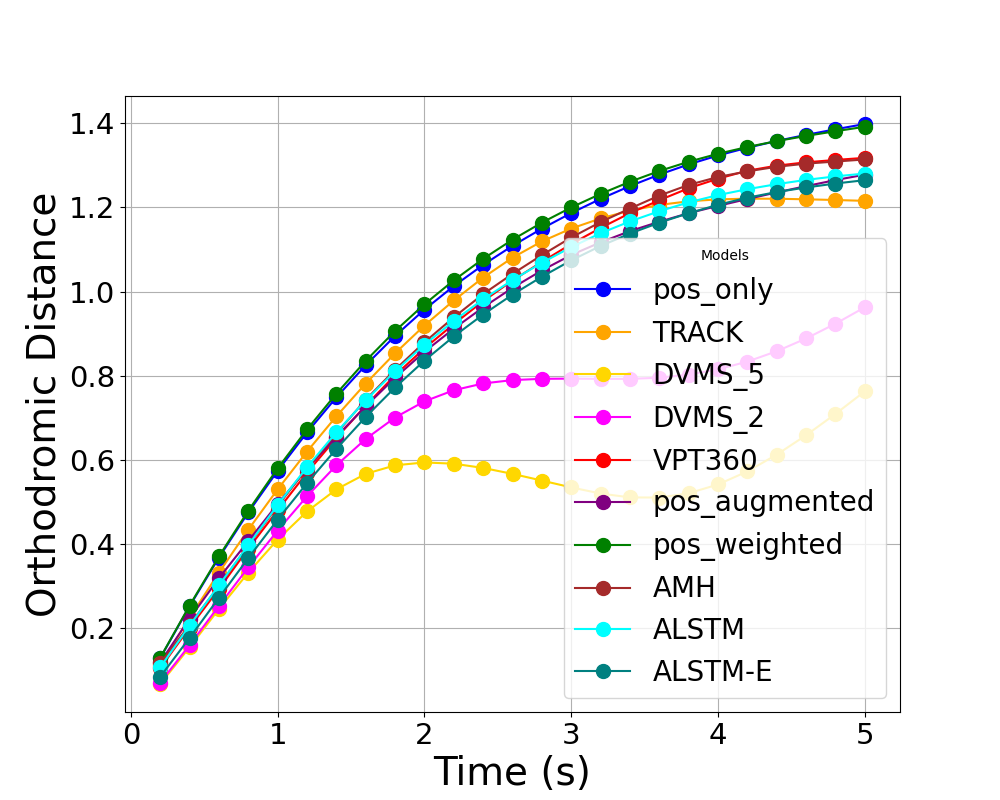 1.4
1.2
1.0
0.8
0.6
0.4
0.2
Orthodromic Distance
Models
pos_only
TRACK
DVMS_5
DVMS_2
VPT360
pos_augmented
pos_weighted
AMH
ALSTM
ALSTM-E
0 1 2 3 4 5
Time (s)